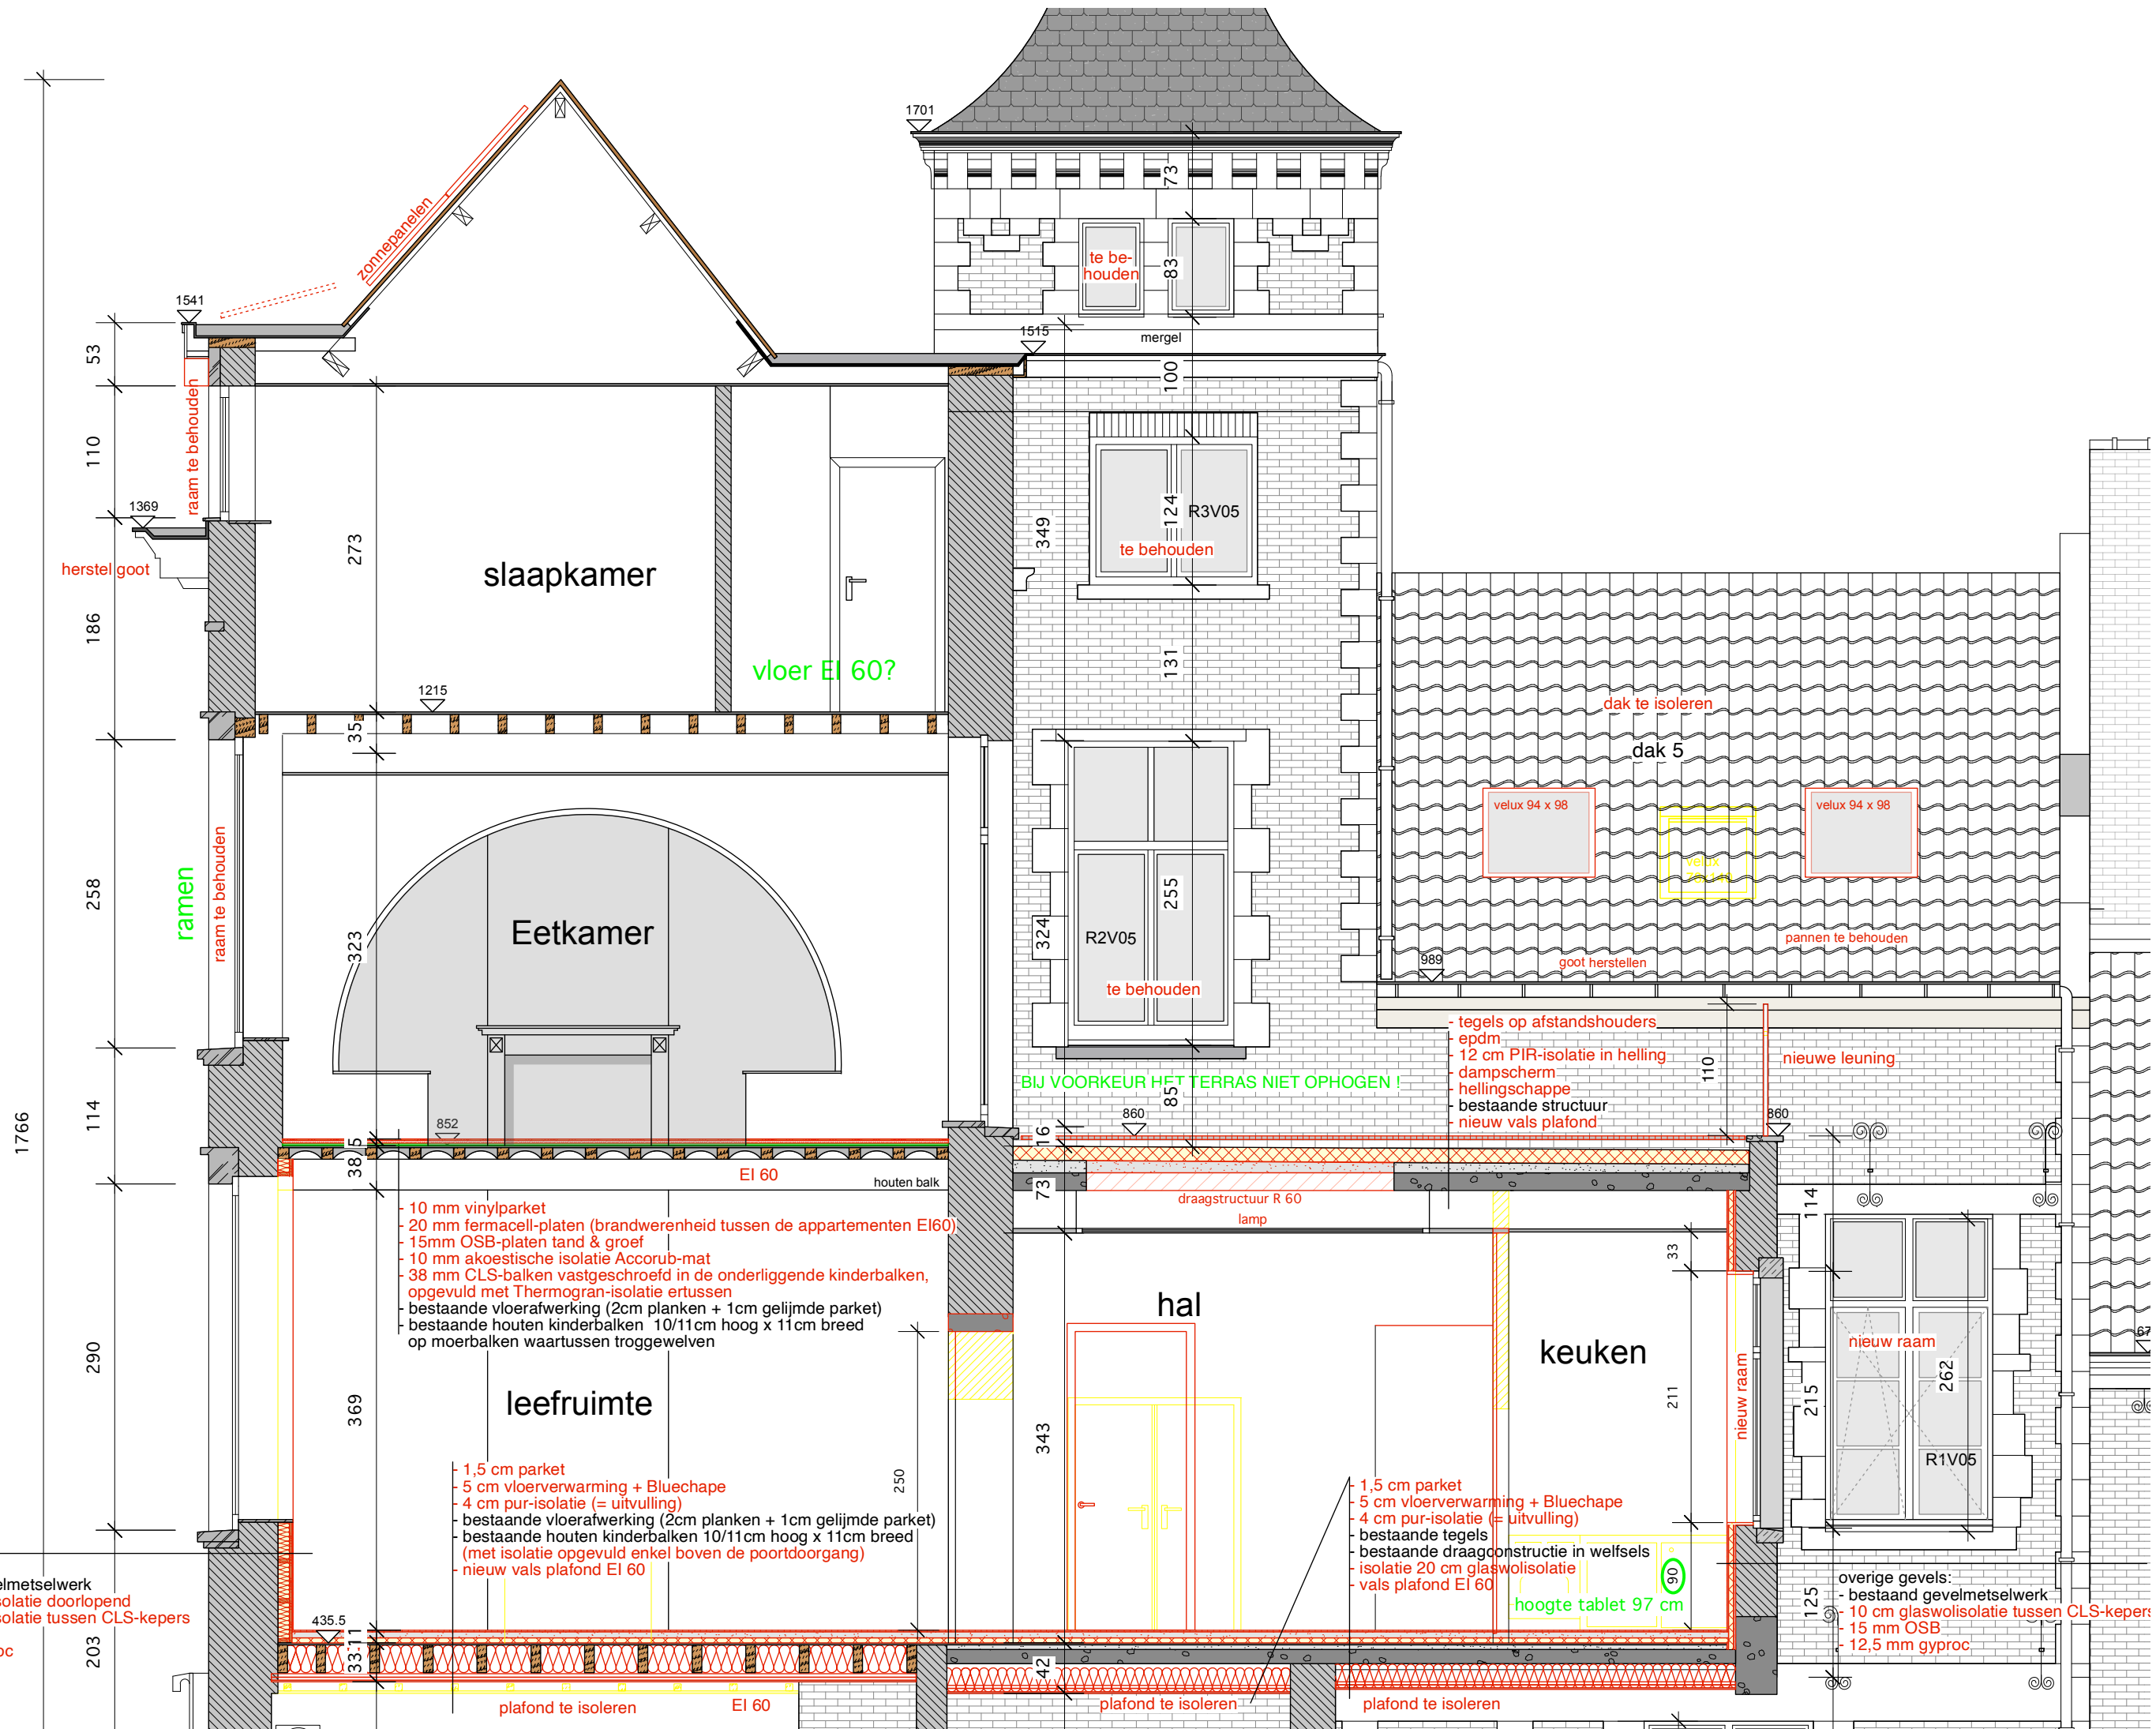 1701
73
te be-
houden
83
mergel
zonnepanelen
1541
1515
53
100
110
raam te behouden
1369
herstel goot
273
slaapkamer
349
124
R3V05
te behouden
186
vloer EI 60?
131
1215
35
dak te isoleren
dak 5
velux 94 x 98
velux
velux 94 x 98
ramen
raam te behouden
258
323
Eetkamer
324
255
R2V05
te behouden
pannen te behouden
goot herstellen
989
- tegels op afstandshouders
- epdm
- 12 cm PIR-isolatie in helling
- dampscherm
- hellingschappe
- bestaande structuur
- nieuw vals plafond
110
nieuwe leuning
BIJ VOORKEUR HET TERRAS NIET OPHOGEN !
85
1766
114
852
860
860
16
38
5
EI 60
houten balk
73
draagstructuur R 60
lamp
114
- 10 mm vinylparket
- 20 mm fermacell-platen (brandwerenheid tussen de appartementen EI60)
- 15mm OSB-platen tand & groef
- 10 mm akoestische isolatie Accorub-mat
- 38 mm CLS-balken vastgeschroefd in de onderliggende kinderbalken,
opgevuld met Thermogran-isolatie ertussen
- bestaande vloerafwerking (2cm planken + 1cm gelijmde parket)
- bestaande houten kinderbalken 10/11cm hoog x 11cm breed
op moerbalken waartussen troggewelven
33
hal
keuken
290
369
leefruimte
250
343
211
nieuw raam
215
nieuw raam
262
R1V05
67
- 1,5 cm parket
- 5 cm vloerverwarming + Bluechape
- 4 cm pur-isolatie (= uitvulling)
- bestaande vloerafwerking (2cm planken + 1cm gelijmde parket)
- bestaande houten kinderbalken 10/11cm hoog x 11cm breed
(met isolatie opgevuld enkel boven de poortdoorgang)
- nieuw vals plafond EI 60
- 1,5 cm parket
- 5 cm vloerverwarming + Bluechape
- 4 cm pur-isolatie (= uitvulling)
- bestaande tegels
- bestaande draagconstructie in welfsels
- isolatie 20 cm glaswolisolatie
- vals plafond EI 60
90
hoogte tablet 97 cm
125
overige gevels:
- bestaand gevelmetselwerk
- 10 cm glaswolisolatie tussen CLS-kepers
- 15 mm OSB
- 12,5 mm gyproc
elmetselwerk
solatie doorlopend
solatie tussen CLS-kepers
oc
203
435.5
11
33
42
plafond te isoleren
EI 60
plafond te isoleren
plafond te isoleren